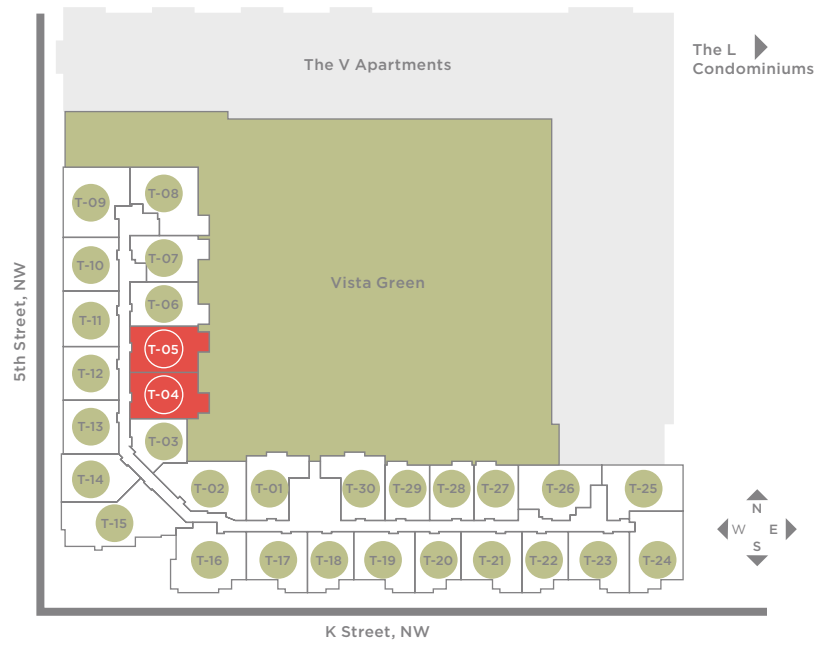 The V Apartments
The L
Condominiums
T-08
T-09
T-07
T-10
Vista Green
T-06
T-11
5th Street, NW
T-05
T-12
T-04
T-13
T-03
T-14
T-02
T-01
T-30
T-29
T-28
T-27
T-26
T-25
T-15
N
W
E
S
T-16
T-17
T-18
T-19
T-20
T-21
T-22
T-23
T-24
K Street, NW